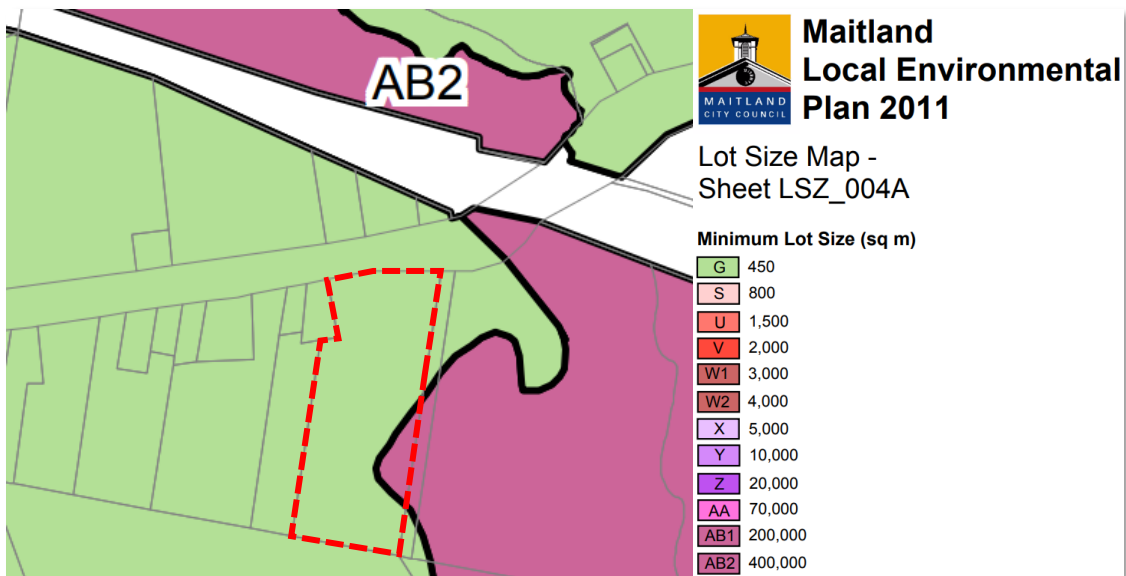 AB2
MAITLAND
CITY COUNCIL
Maitland
Local Environmental
Plan 2011
Lot Size Map -
Sheet LSZ_004A
Minimum Lot Size (sq m)
G 450
S 800
U 1,500
V 2,000
W1 3,000
W2 4,000
X 5,000
Y 10,000
Z 20,000
AA 70,000
AB1 200,000
AB2 400,000